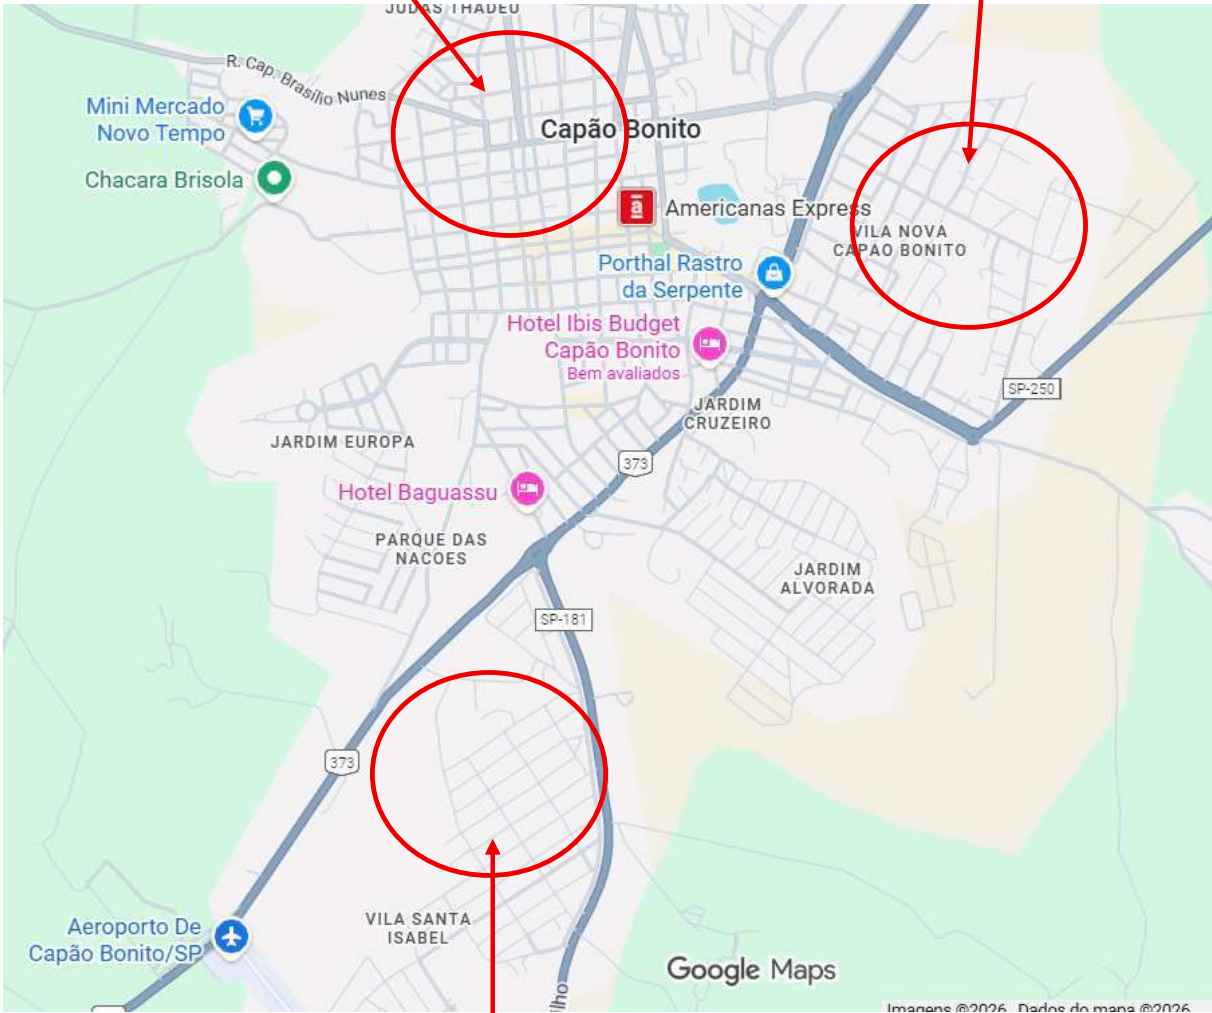 JUDAS THADEU
R. Cap. Brasílio Nunes
Mini Mercado
Novo Tempo
Capão Bonito
Chacara Brisola
Americanas Express
VILA NOVA
CAPAO BONITO
Porthal Rastro
da Serpente
Hotel Ibis Budget
Capão Bonito
Bem avaliados
SP-250
JARDIM
CRUZEIRO
JARDIM EUROPA
373
Hotel Baguassu
PARQUE DAS
NACOES
JARDIM
ALVORADA
SP-181
373
VILA SANTA
ISABEL
Aeroporto De
Capão Bonito/SP
Google Maps
Imagens ©2026 Dados do mapa ©2026